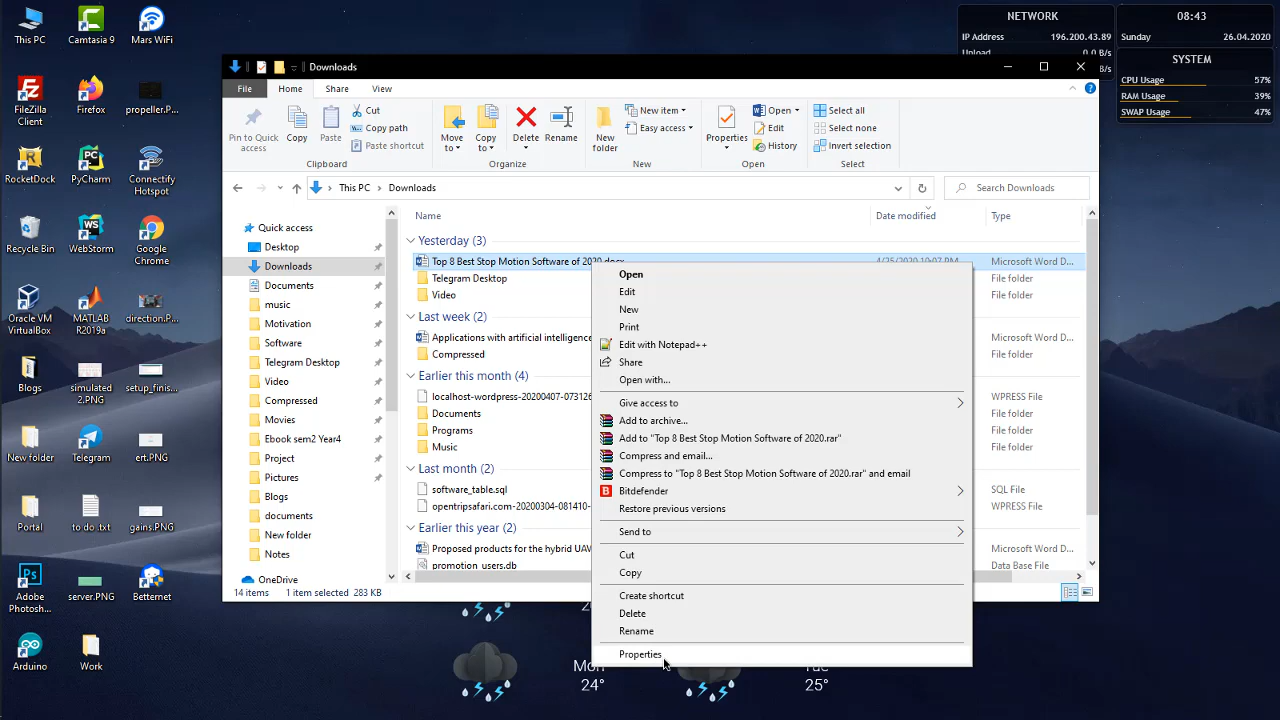 This PC
Camtasia 9
Mars WiFi
FileZilla
Client
Firefox
propeller.P...
RocketDock
PyCharm
Connectify
Hotspot
Recycle Bin
WebStorm
Google
Chrome
Oracle VM
VirtualBox
MATLAB
R2019a
direction.P...
Blogs
simulated
2.PNG
setup_finis...
New folder
Telegram
ert.PNG
Portal
to do .txt
gains.PNG
Adobe
Photosh...
server.PNG
Betternet
Arduino
Work
NETWORK
IP Address 196.200.43.89
Upload 0.0 B/s
B/s
08:43
Sunday 26.04.2020
SYSTEM
CPU Usage 57%
RAM Usage 39%
SWAP Usage 47%
Downloads
File Home Share View
Pin to Quick
access
Copy
Paste
Cut
Copy path
Paste shortcut
Clipboard
Move
to
Copy
to
Delete
Rename
Organize
New
folder
New item
Easy access
New
Properties
Open
Edit
History
Open
Select all
Select none
Invert selection
Select
This PC Downloads
Search Downloads
Quick access
Desktop
Downloads
Documents
music
Motivation
Software
Telegram Desktop
Video
Compressed
Movies
Ebook sem2 Year4
Project
Pictures
Blogs
documents
New folder
Notes
OneDrive
Name Date modified Type
Yesterday (3)
Top 8 Best Stop Motion Software of 2020.docx 4/25/2020 10:07 PM Microsoft Word D...
Telegram Desktop File folder
Video File folder
Last week (2)
Applications with artificial intelligence Microsoft Word D...
Compressed File folder
Earlier this month (4)
localhost-wordpress-20200407-073126 WPRESS File
Documents File folder
Programs File folder
Music File folder
Last month (2)
software_table.sql SQL File
opentripsafari.com-20200304-081410- WPRESS File
Earlier this year (2)
Proposed products for the hybrid UAV Microsoft Word D...
promotion_users.db Data Base File
14 items 1 item selected 283 KB
Open
Edit
New
Print
Edit with Notepad++
Share
Open with...
Give access to
Add to archive...
Add to "Top 8 Best Stop Motion Software of 2020.rar"
Compress and email...
Compress to "Top 8 Best Stop Motion Software of 2020.rar" and email
Bitdefender
Restore previous versions
Send to
Cut
Copy
Create shortcut
Delete
Rename
Properties
Mon
24°
Tue
25°